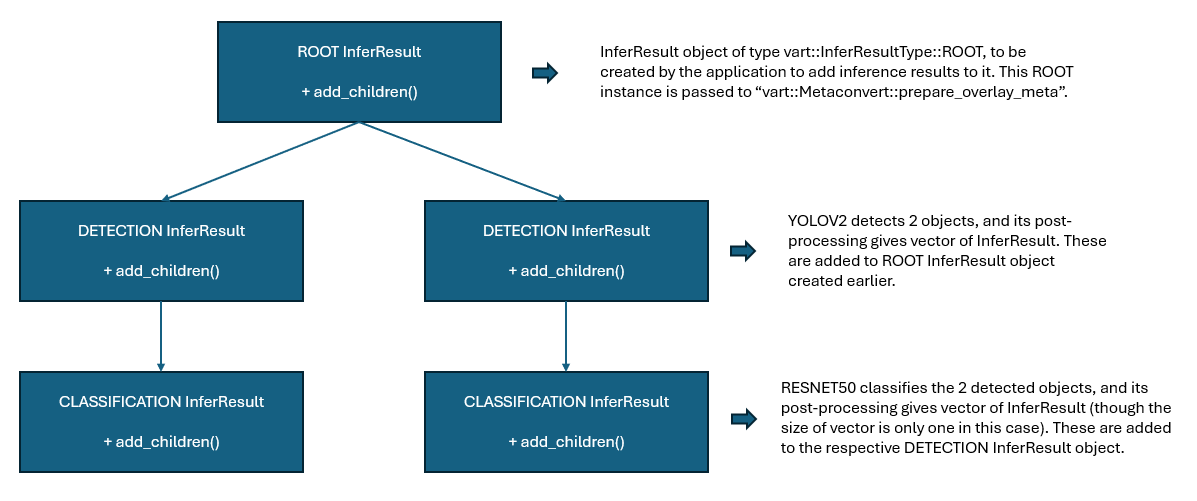 ROOT InferResult
+ add_children()
InferResult object of type vart::InferResultType::ROOT, to be
created by the application to add inference results to it. This ROOT
instance is passed to “vart::Metaconvert::prepare_overlay_meta”.
DETECTION InferResult
+ add_children()
DETECTION InferResult
+ add_children()
YOLOV2 detects 2 objects, and its post-
processing gives vector of InferResult. These
are added to ROOT InferResult object
created earlier.
CLASSIFICATION InferResult
+ add_children()
CLASSIFICATION InferResult
+ add_children()
RESNET50 classifies the 2 detected objects, and its
post-processing gives vector of InferResult (though the
size of vector is only one in this case). These are added
to the respective DETECTION InferResult object.